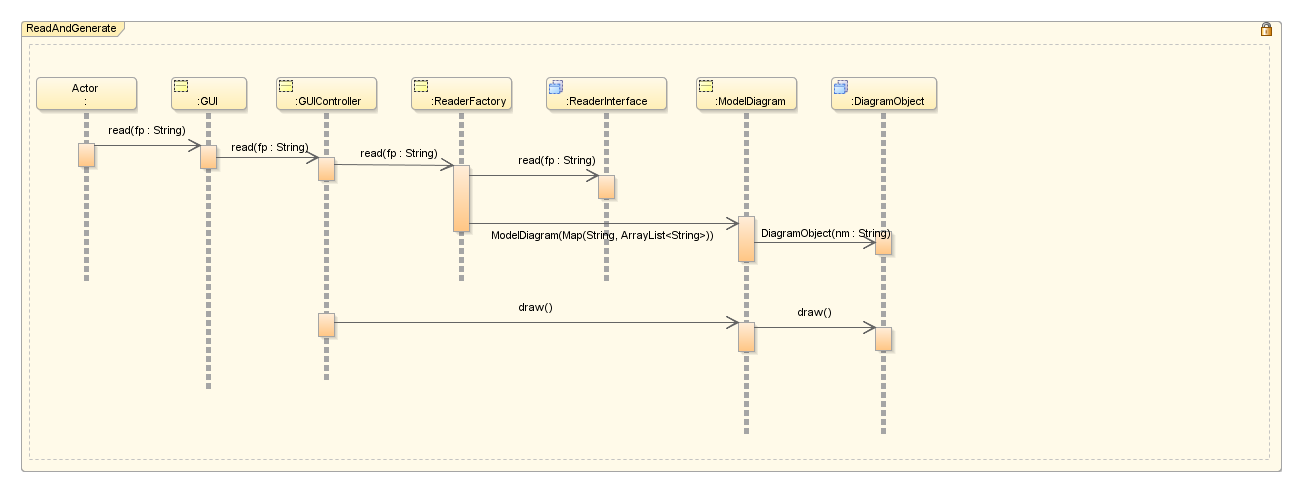 ReadAndGenerate
Actor
:
:GUI
:GUIController
:ReaderFactory
:ReaderInterface
:ModelDiagram
:DiagramObject
read(fp : String)
read(fp : String)
read(fp : String)
read(fp : String)
ModelDiagram(Map(String, ArrayList<String>))
DiagramObject(nm : String)
draw()
draw()